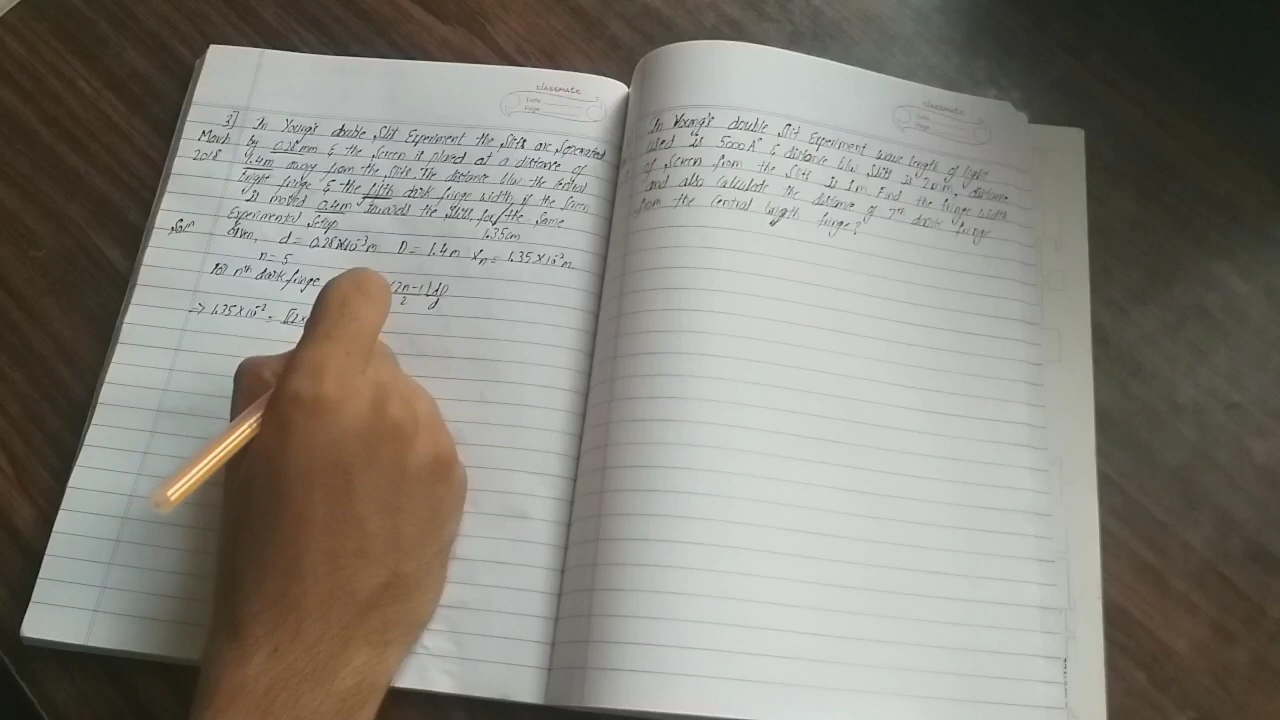 classmate
Date
Page
3] In Young's double Slit Experiment the Slits are Seperated
March by 0.28mm & the Screen is placed at a distance of
2018 1.4m away from the slits. The distance b/w the Central
bright fringe & the fifth dark fringe width if the Screen
is moved 0.4m towards the Slits for the Same
Experimental Setup
1.35cm
Soln Given, d = 0.28×10⁻³m D = 1.4m Xn = 1.35×10⁻²m
n = 5
For nth dark fringe (2n-1)λD
2 d
⇒ 1.35×10⁻² = [(2×
classmate
Date
Page
In Young's double Slit Experiment wave length of light
used is 5000A° & distance b/w Slits is 2mm, distance
of Screen from the Slits is 1m. Find the fringe width
and also calculate the distance of 7th dark fringe
from the central brigth fringe?